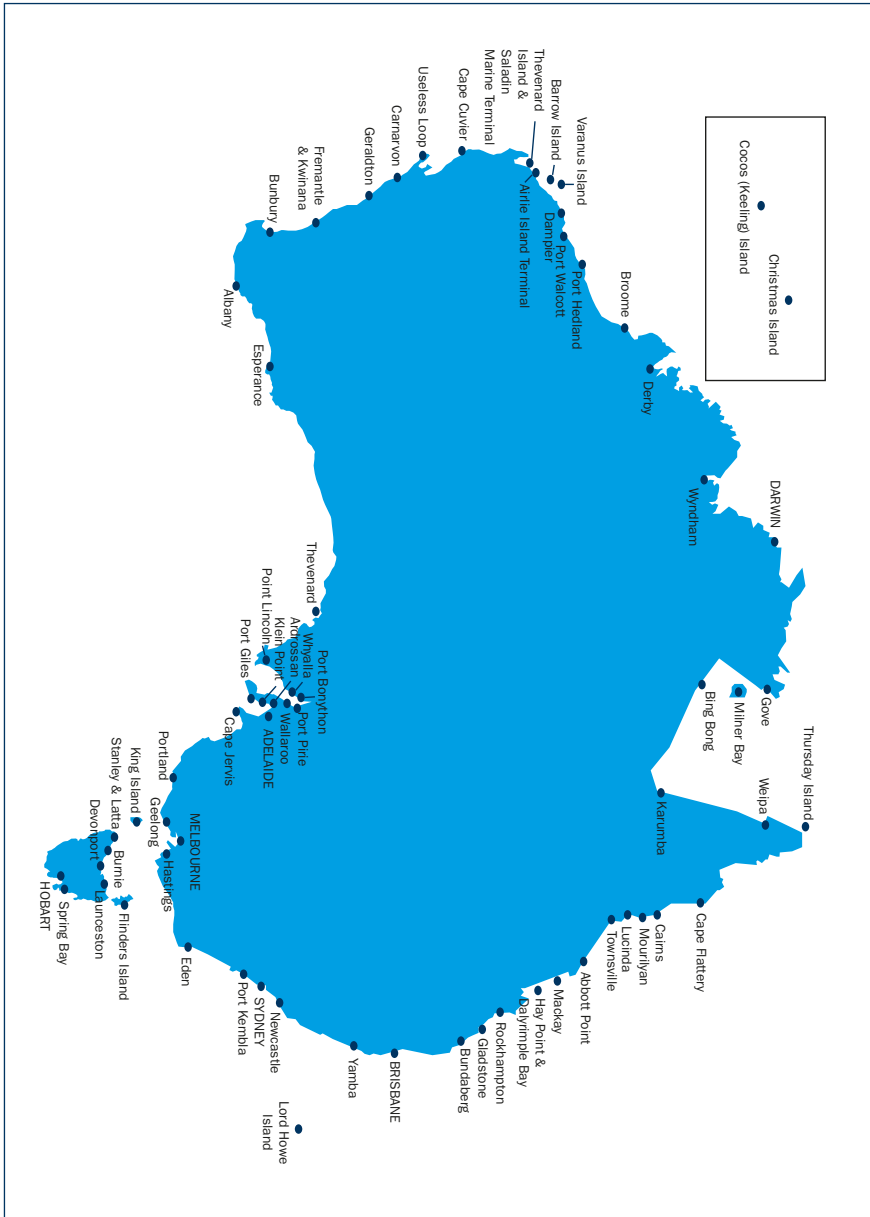 Cocos (Keeling) Island
Christmas Island
Varanus Island
Barrow Island
Thevenard
Island &
Saladin
Marine Terminal
Cape Cuvier
Useless Loop
Carnarvon
Geraldton
Fremantle
& Kwinana
Bunbury
Albany
Esperance
Airlie Island Terminal
Dampier
Port Walcott
Port Hedland
Broome
Derby
Wyndham
DARWIN
Gove
Milner Bay
Bing Bong
Thursday Island
Weipa
Karumba
Cape Flattery
Cairns
Mourilyan
Lucinda
Townsville
Abbott Point
Mackay
Hay Point &
Dalyrimple Bay
Rockhampton
Gladstone
Bundaberg
BRISBANE
Yamba
Lord Howe
Island
Newcastle
SYDNEY
Port Kembla
Eden
Thevenard
Point Lincoln
Port Giles
Klein Point
Ardrossan
Whyalla
Port Bonython
Port Pirie
Wallaroo
ADELAIDE
Cape Jervis
Portland
Geelong
MELBOURNE
Hastings
King Island
Stanley & Latta
Burnie
Devonport
Launceston
Flinders Island
Spring Bay
HOBART